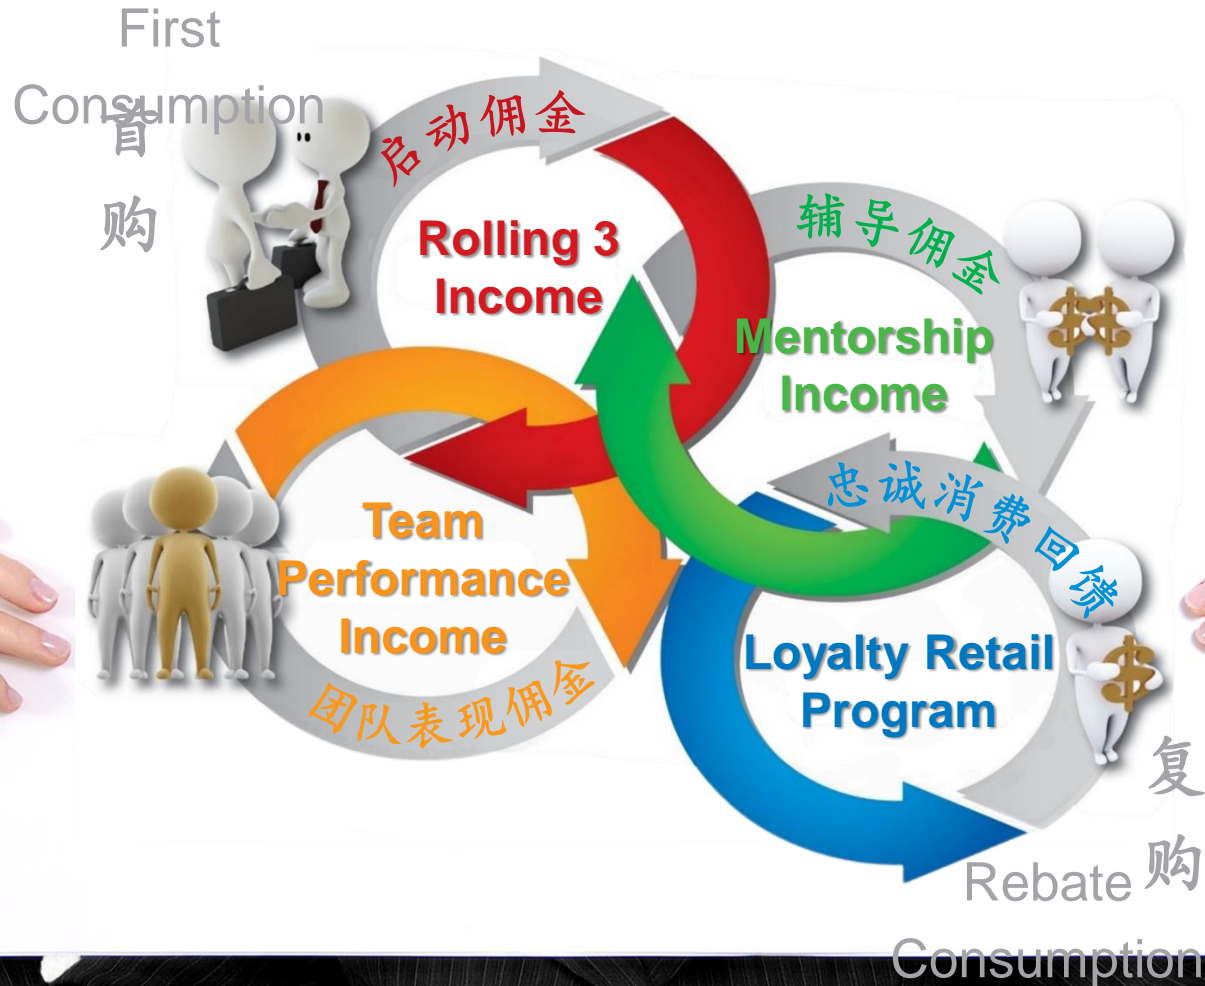 First
Consumption
首
购
启动佣金
Rolling 3
Income
辅导佣金
Mentorship
Income
Team
Performance
Income
团队表现佣金
忠诚消费回馈
Loyalty Retail
Program
复
购
Rebate
Consumption